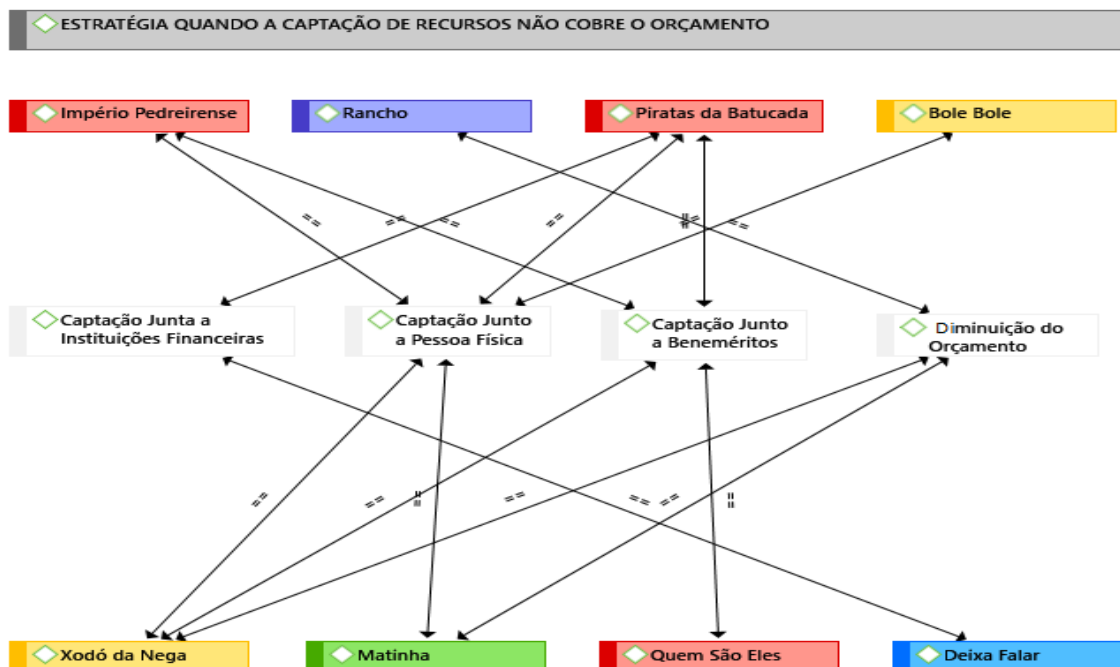 ESTRATÉGIA QUANDO A CAPTAÇÃO DE RECURSOS NÃO COBRE O ORÇAMENTO
Império Pedreirense
Rancho
Piratas da Batucada
Bole Bole
==
==
==
==
==
==
==
Captação Junta a
Instituições Financeiras
Captação Junto
a Pessoa Física
Captação Junto
a Beneméritos
Diminuição do
Orçamento
==
==
==
==
==
==
==
Xodó da Nega
Matinha
Quem São Eles
Deixa Falar